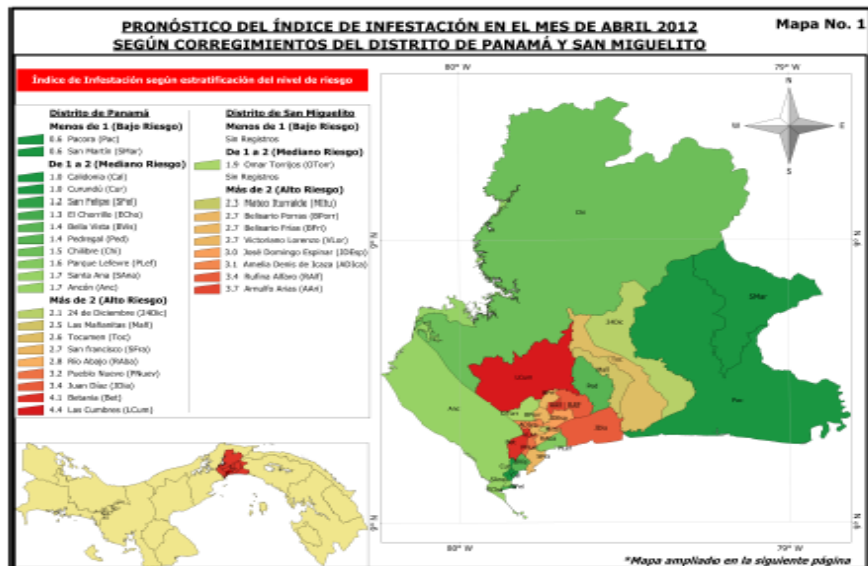 PRONÓSTICO DEL ÍNDICE DE INFESTACIÓN EN EL MES DE ABRIL 2012
SEGÚN CORREGIMIENTOS DEL DISTRITO DE PANAMÁ Y SAN MIGUELITO
Mapa No. 1
Índice de Infestación según estratificación del nivel de riesgo
Distrito de Panamá
Menos de 1 (Bajo Riesgo)
0.6 Pacora (Pac)
0.6 San Martín (SMar)
De 1 a 2 (Mediano Riesgo)
1.0 Calidonia (Cal)
1.0 Curundú (Cur)
1.2 San Felipe (SFel)
1.3 El Chorrillo (ECho)
1.4 Bella Vista (BVis)
1.4 Pedregal (Ped)
1.5 Chilibre (Chi)
1.6 Parque Lefevre (PLef)
1.7 Santa Ana (SAna)
1.7 Ancón (Anc)
Más de 2 (Alto Riesgo)
2.1 24 de Diciembre (24Dic)
2.5 Las Mañanitas (Mañ)
2.6 Tocumen (Toc)
2.7 San francisco (SFra)
2.8 Río Abajo (RAba)
3.2 Pueblo Nuevo (PNuev)
3.4 Juan Díaz (JDia)
4.1 Betania (Bet)
4.4 Las Cumbres (LCum)
Distrito de San Miguelito
Menos de 1 (Bajo Riesgo)
Sin Registros
De 1 a 2 (Mediano Riesgo)
1.9 Omar Torrijos (OTorr)
Sin Registros
Más de 2 (Alto Riesgo)
2.3 Mateo Iturralde (MItu)
2.7 Belisario Porras (BPorr)
2.7 Belisario Frías (BFri)
2.7 Victoriano Lorenzo (VLor)
3.0 José Domingo Espinar (JDEsp)
3.1 Amelia Denis de Icaza (ADIca)
3.4 Rufina Alfaro (RAlf)
3.7 Arnulfo Arias (AAri)
80° W
79° W
N
W
E
S
9° N
9° N
Chi
SMar
24Dic
Toc
Mañ
LCum
Ped
Pac
Anc
JDia
80° W
79° W
9° N
9° N
*Mapa ampliado en la siguiente página